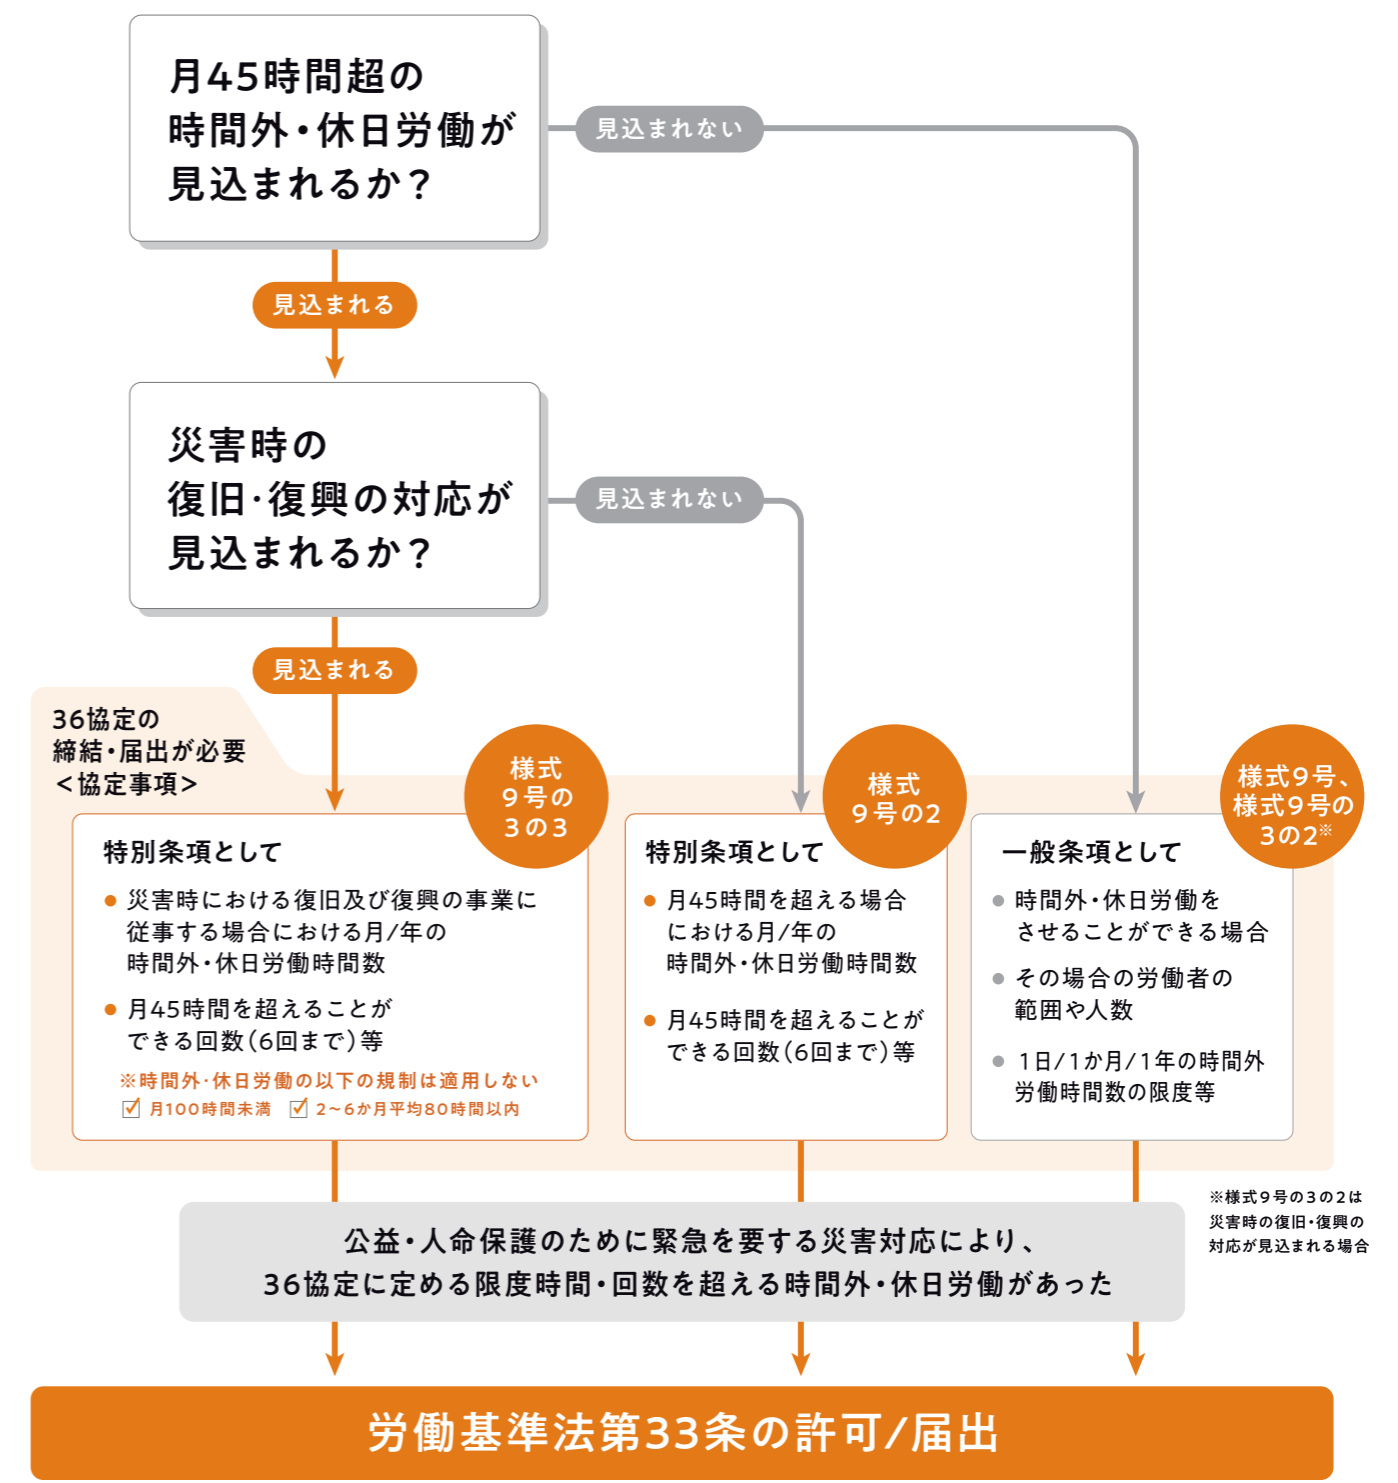 月45時間超の
時間外・休日労働が
見込まれるか？
見込まれない
見込まれる
災害時の
復旧・復興の対応が
見込まれるか？
見込まれない
見込まれる
36協定の
締結・届出が必要
＜協定事項＞
様式
9号の
3の3
特別条項として
● 災害時における復旧及び復興の事業に
従事する場合における月/年の
時間外・休日労働時間数
● 月45時間を超えることが
できる回数（6回まで）等
※時間外・休日労働の以下の規制は適用しない
☑ 月100時間未満 ☑ 2～6か月平均80時間以内
様式
9号の2
特別条項として
● 月45時間を超える場合
における月/年の
時間外・休日労働時間数
● 月45時間を超えることが
できる回数（6回まで）等
様式9号、
様式9号の
3の2※
一般条項として
● 時間外・休日労働を
させることができる場合
● その場合の労働者の
範囲や人数
● 1日/1か月/1年の時間外
労働時間数の限度等
※様式9号の3の2は
災害時の復旧・復興の
対応が見込まれる場合
公益・人命保護のために緊急を要する災害対応により、
36協定に定める限度時間・回数を超える時間外・休日労働があった
労働基準法第33条の許可/届出